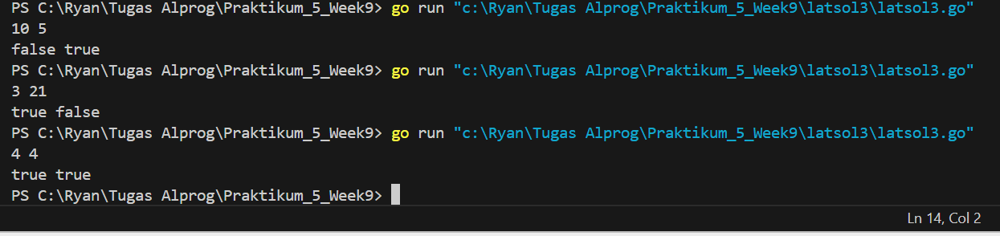 PS C:\Ryan\Tugas Alprog\Praktikum_5_Week9> go run "c:\Ryan\Tugas Alprog\Praktikum_5_Week9\latsol3\latsol3.go"
10 5
false true
PS C:\Ryan\Tugas Alprog\Praktikum_5_Week9> go run "c:\Ryan\Tugas Alprog\Praktikum_5_Week9\latsol3\latsol3.go"
3 21
true false
PS C:\Ryan\Tugas Alprog\Praktikum_5_Week9> go run "c:\Ryan\Tugas Alprog\Praktikum_5_Week9\latsol3\latsol3.go"
4 4
true true
PS C:\Ryan\Tugas Alprog\Praktikum_5_Week9>
Ln 14, Col 2